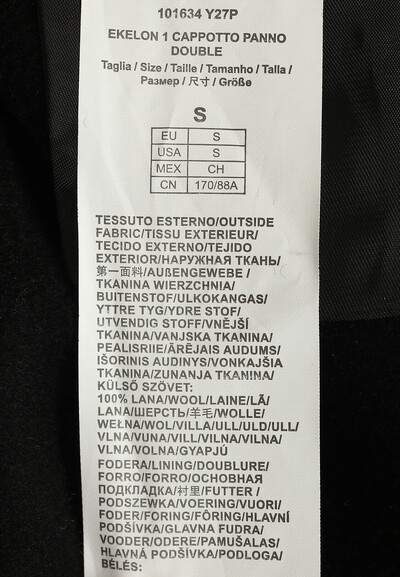 101634 Y27P
EKELON 1 CAPPOTTO PANNO
DOUBLE
Taglia / Size / Taille / Tamanho / Talla /
Размер / 尺寸 / Größe
S
EU S
USA S
MEX CH
CN 170/88A
TESSUTO ESTERNO/OUTSIDE
FABRIC/TISSU EXTERIEUR/
TECIDO EXTERNO/TEJIDO
EXTERIOR/НАРУЖНАЯ ТКАНЬ/
第一面料/AUßENGEWEBE /
TKANINA WIERZCHNIA/
BUITENSTOF/ULKOKANGAS/
YTTRE TYG/YDRE STOF/
UTVENDIG STOFF/VNĚJŠÍ
TKANINA/VANJSKA TKANINA/
PEALISRIIE/ĀRĒJAIS AUDUMS/
IŠORINIS AUDINYS/VONKAJŠIA
TKANINA/ZUNANJA TKANINA/
KÜLSŐ SZÖVET:
100% LANA/WOOL/LAINE/LÃ/
LANA/ШЕРСТЬ/羊毛/WOLLE/
WEŁNA/WOL/VILLA/ULL/ULD/ULL/
VLNA/VUNA/VILL/VILNA/VILNA/
VLNA/VOLNA/GYAPJÚ
FODERA/LINING/DOUBLURE/
FORRO/FORRO/ОСНОВНАЯ
ПОДКЛАДКА/衬里/FUTTER /
PODSZEWKA/VOERING/VUORI/
FODER/FORING/FÔRING/HLAVNÍ
PODŠÍVKA/GLAVNA FUDRA/
VOODER/ODERE/PAMUŠALAS/
HLAVNÁ PODŠÍVKA/PODLOGA/
BÉLÉS: